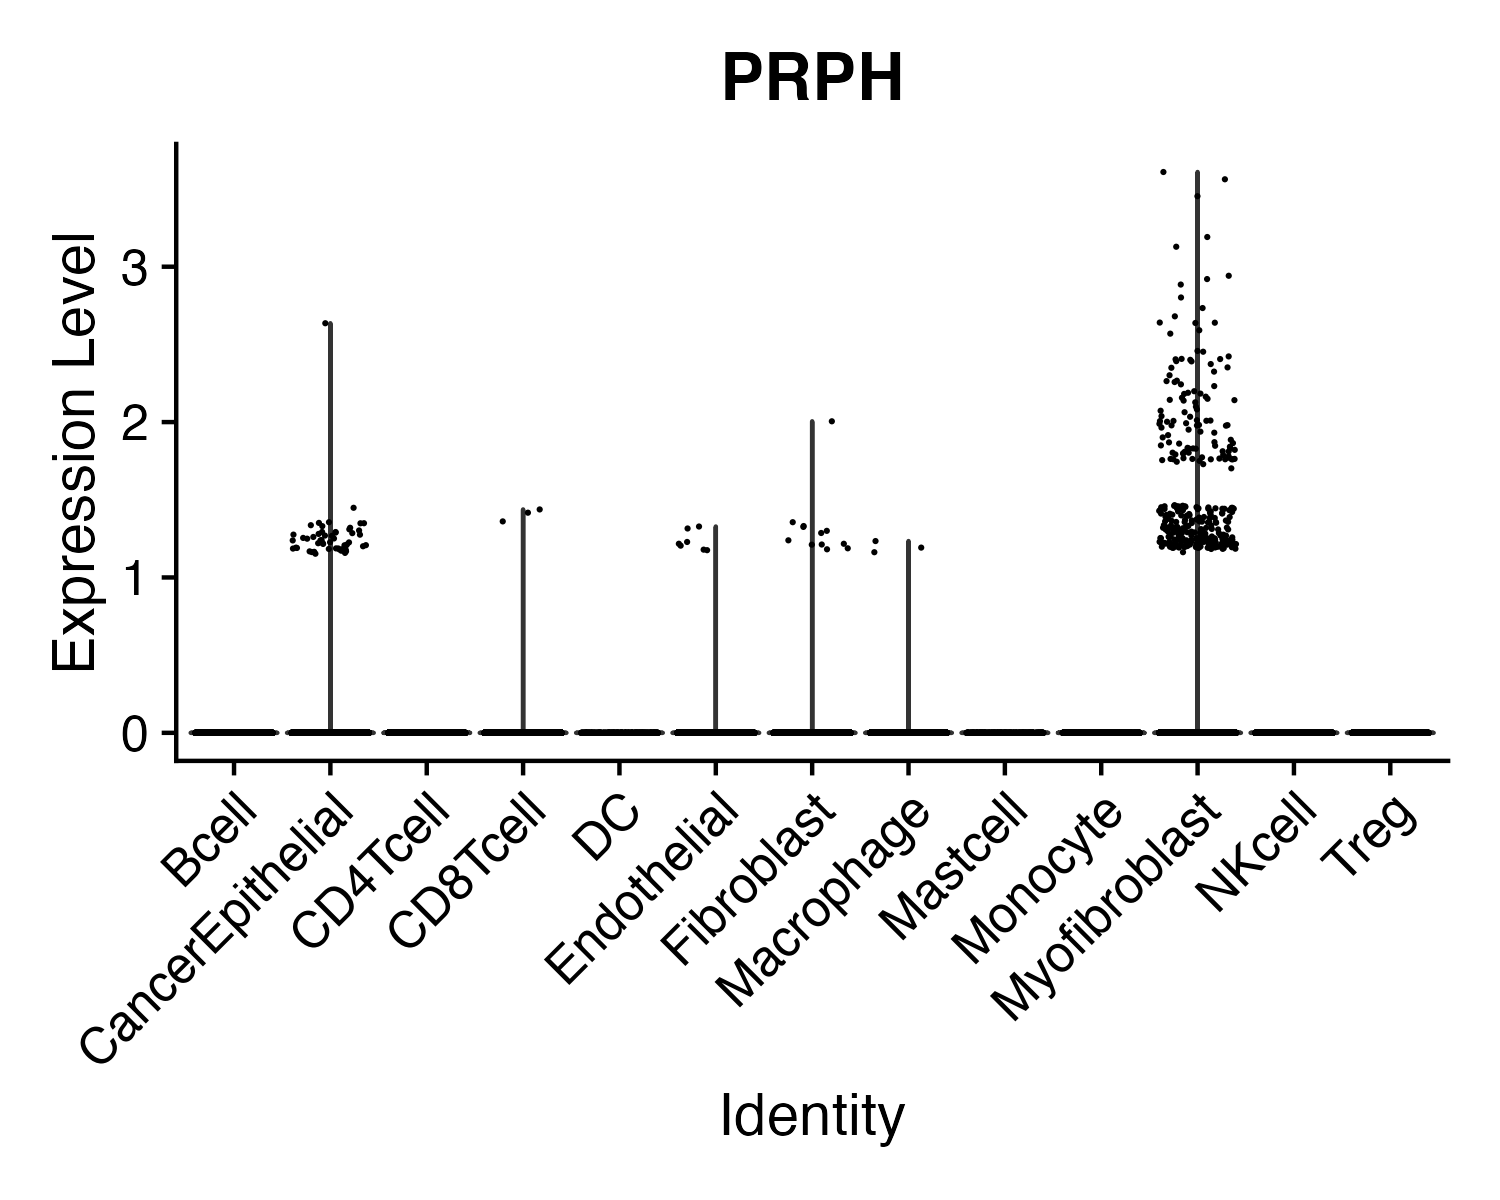 PRPH
Expression Level
3
2
1
0
Bcell
CancerEpithelial
CD4Tcell
CD8Tcell
DC
Endothelial
Fibroblast
Macrophage
Mastcell
Monocyte
Myofibroblast
NKcell
Treg
Identity